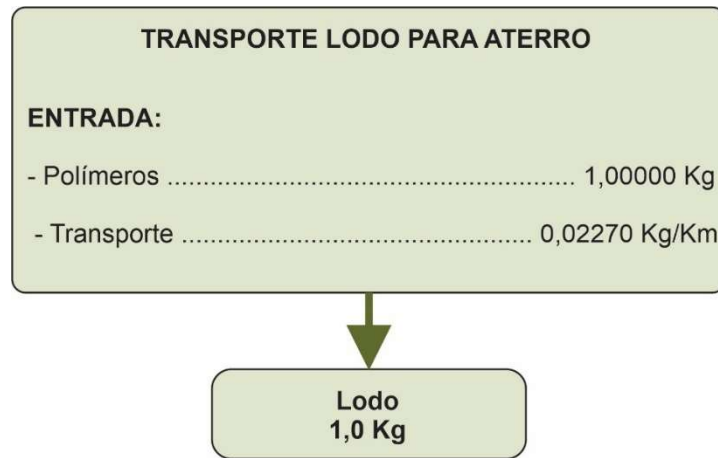 TRANSPORTE LODO PARA ATERRO
ENTRADA:
- Polímeros ........................................................ 1,00000 Kg
- Transporte ................................................ 0,02270 Kg/Km
Lodo
1,0 Kg